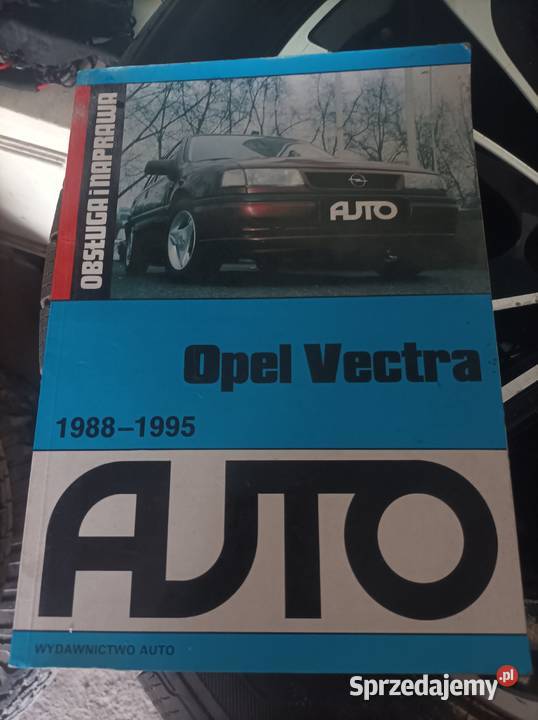 OBSŁUGA i NAPRAWA
AUTO
Opel Vectra
1988–1995
AUTO
WYDAWNICTWO AUTO
Sprzedajemy.pl